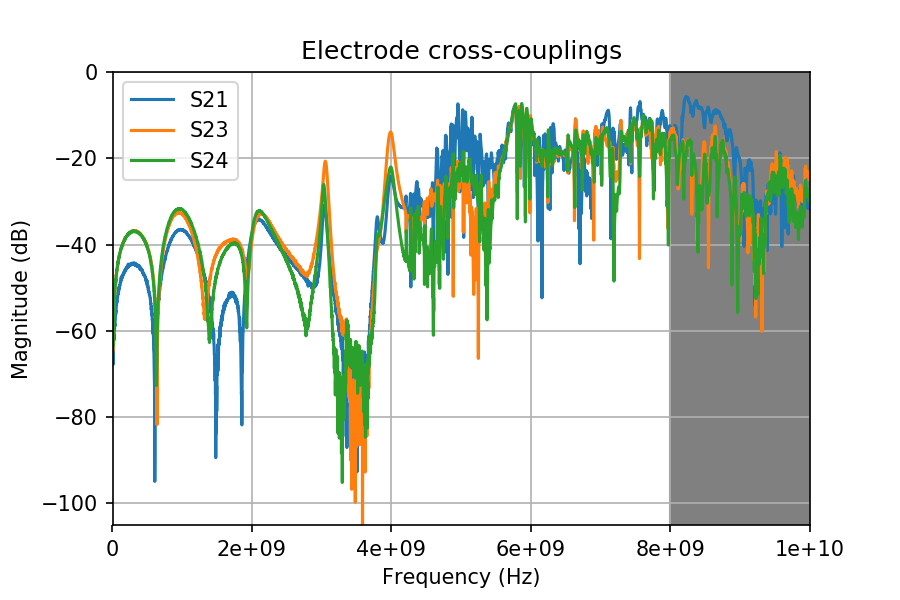 Electrode cross-couplings
S21
S23
S24
Magnitude (dB)
0
−20
−40
−60
−80
−100
0
2e+09
4e+09
6e+09
8e+09
1e+10
Frequency (Hz)